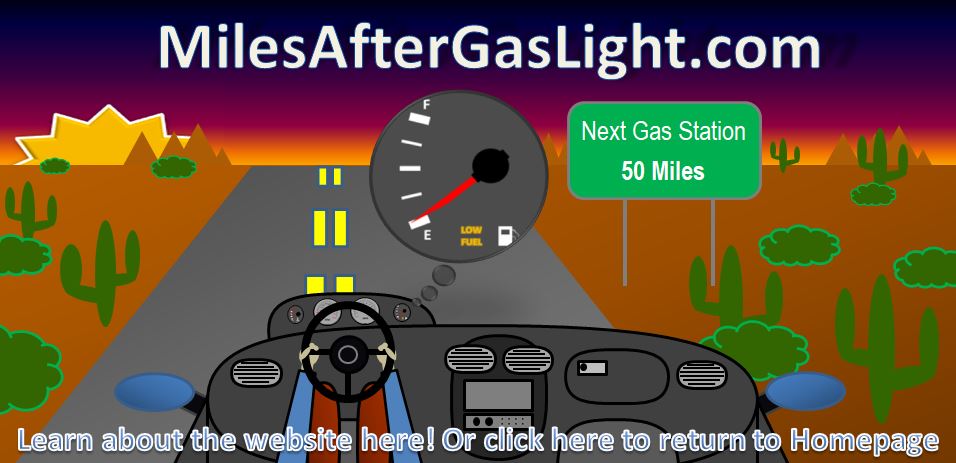 MilesAfterGasLight.com
F
Next Gas Station
50 Miles
E
LOW
FUEL
Learn about the website here! Or click here to return to Homepage